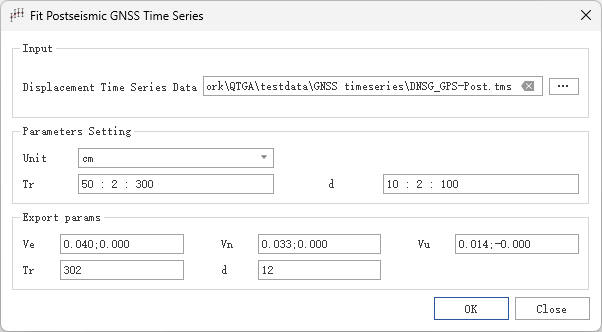 Fit Postseismic GNSS Time Series
Input
Displacement Time Series Data ork\QTGA\testdata\GNSS timeseries\DNSG_GPS-Post.tms ...
Parameters Setting
Unit cm
Tr 50 : 2 : 300 d 10 : 2 : 100
Export params
Ve 0.040;0.000 Vn 0.033;0.000 Vu 0.014;-0.000
Tr 302 d 12
OK Close